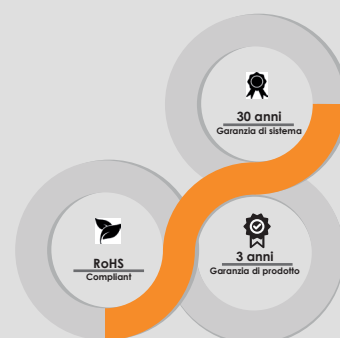 30 anni
Garanzia di sistema
RoHS
Compliant
3 anni
Garanzia di prodotto